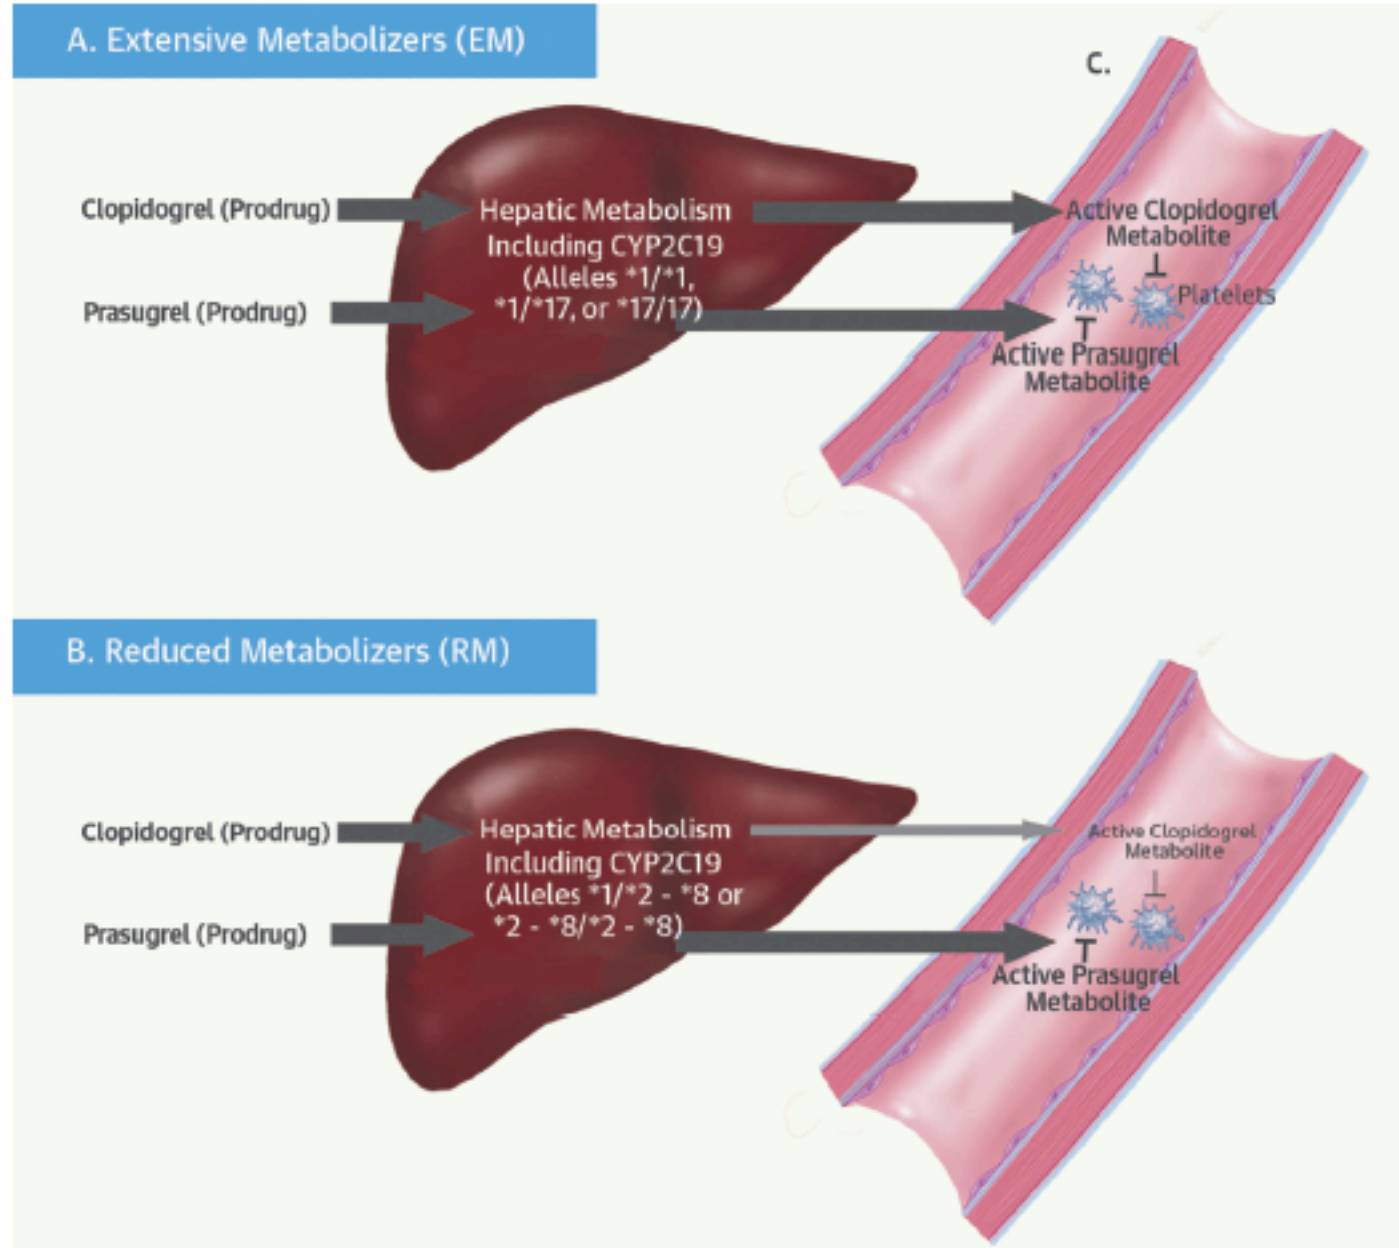 A. Extensive Metabolizers (EM)
C.
Clopidogrel (Prodrug)
Hepatic Metabolism
Including CYP2C19
(Alleles *1/*1,
*1/*17, or *17/17)
Prasugrel (Prodrug)
Active Clopidogrel
Metabolite
Platelets
Active Prasugrel
Metabolite
B. Reduced Metabolizers (RM)
Clopidogrel (Prodrug)
Hepatic Metabolism
Including CYP2C19
(Alleles *1/*2 - *8 or
*2 - *8/*2 - *8)
Prasugrel (Prodrug)
Active Clopidogrel
Metabolite
Active Prasugrel
Metabolite